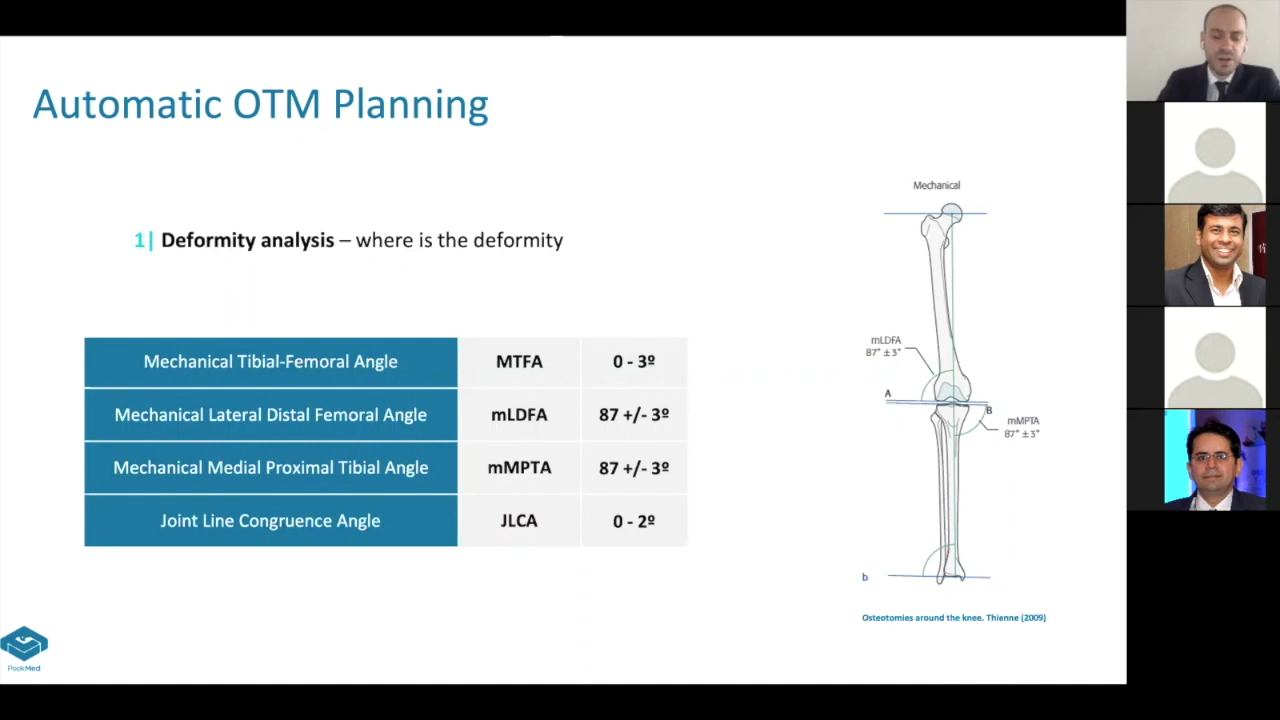 Automatic OTM Planning
1| Deformity analysis – where is the deformity
Mechanical Tibial-Femoral Angle MTFA 0 - 3º
Mechanical Lateral Distal Femoral Angle mLDFA 87 +/- 3º
Mechanical Medial Proximal Tibial Angle mMPTA 87 +/- 3º
Joint Line Congruence Angle JLCA 0 - 2º
Mechanical
mLDFA
87° ±3°
A
B
mMPTA
87° ±3°
b
Osteotomies around the knee. Thienne (2009)
PookMed